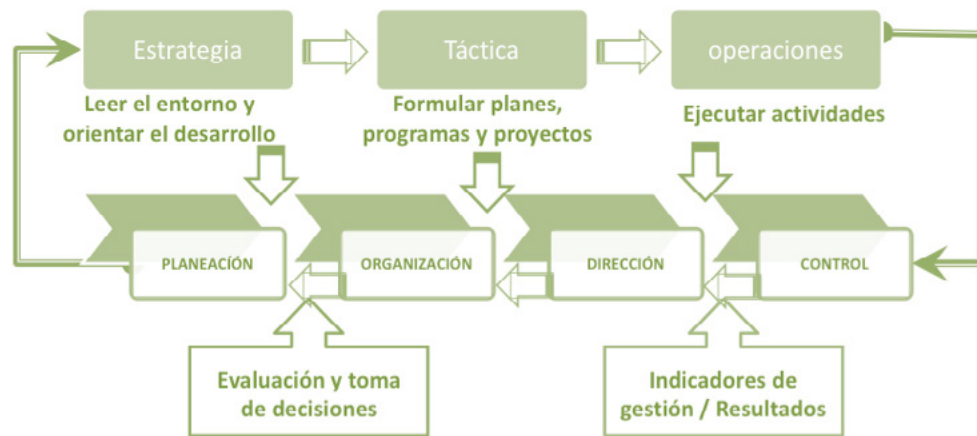 Estrategia
Táctica
operaciones
Leer el entorno y
orientar el desarrollo
Formular planes,
programas y proyectos
Ejecutar actividades
PLANEACÍÓN
ORGANIZACIÓN
DIRECCIÓN
CONTROL
Evaluación y toma
de decisiones
Indicadores de
gestión / Resultados